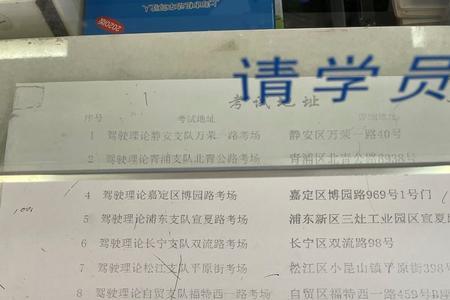 请学员
考试地址
序号 考试地址 详细地址
1 驾驶理论静安支队万荣一路考场 静安区万荣一路40号
2 驾驶理论青浦支队北青公路考场 青浦区北青公路8938号
4 驾驶理论嘉定区博园路考场 嘉定区博园路969号1号门
5 驾驶理论浦东支队宣夏路考场 浦东新区三灶工业园区宣夏
6 驾驶理论长宁支队双流路考场 长宁区双流路98号
7 驾驶理论松江支队平原街考场 松江区小昆山镇平原街398
8 驾驶理论自贸支队福特西一路考场 自贸区福特西一路459号B